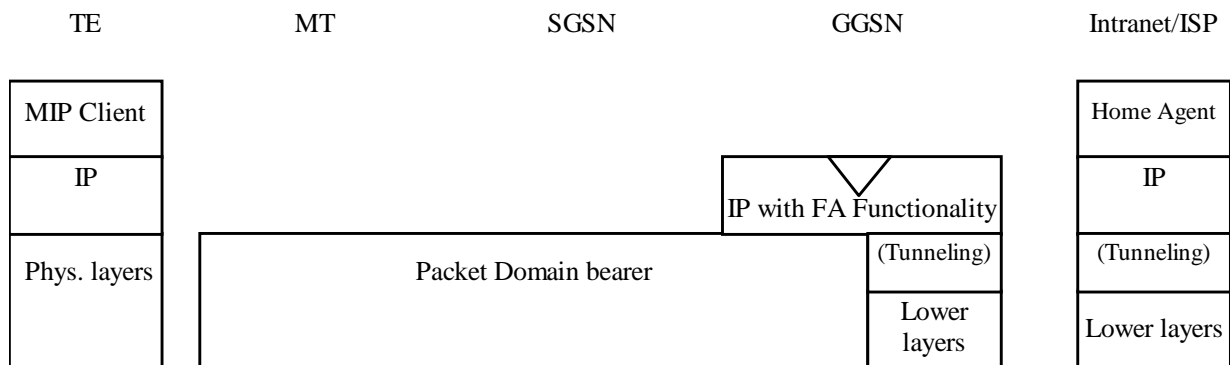 TE MT SGSN GGSN Intranet/ISP
MIP Client Home Agent
IP IP
IP with FA Functionality
Phys. layers Packet Domain bearer (Tunneling) (Tunneling)
Lower
layers Lower layers